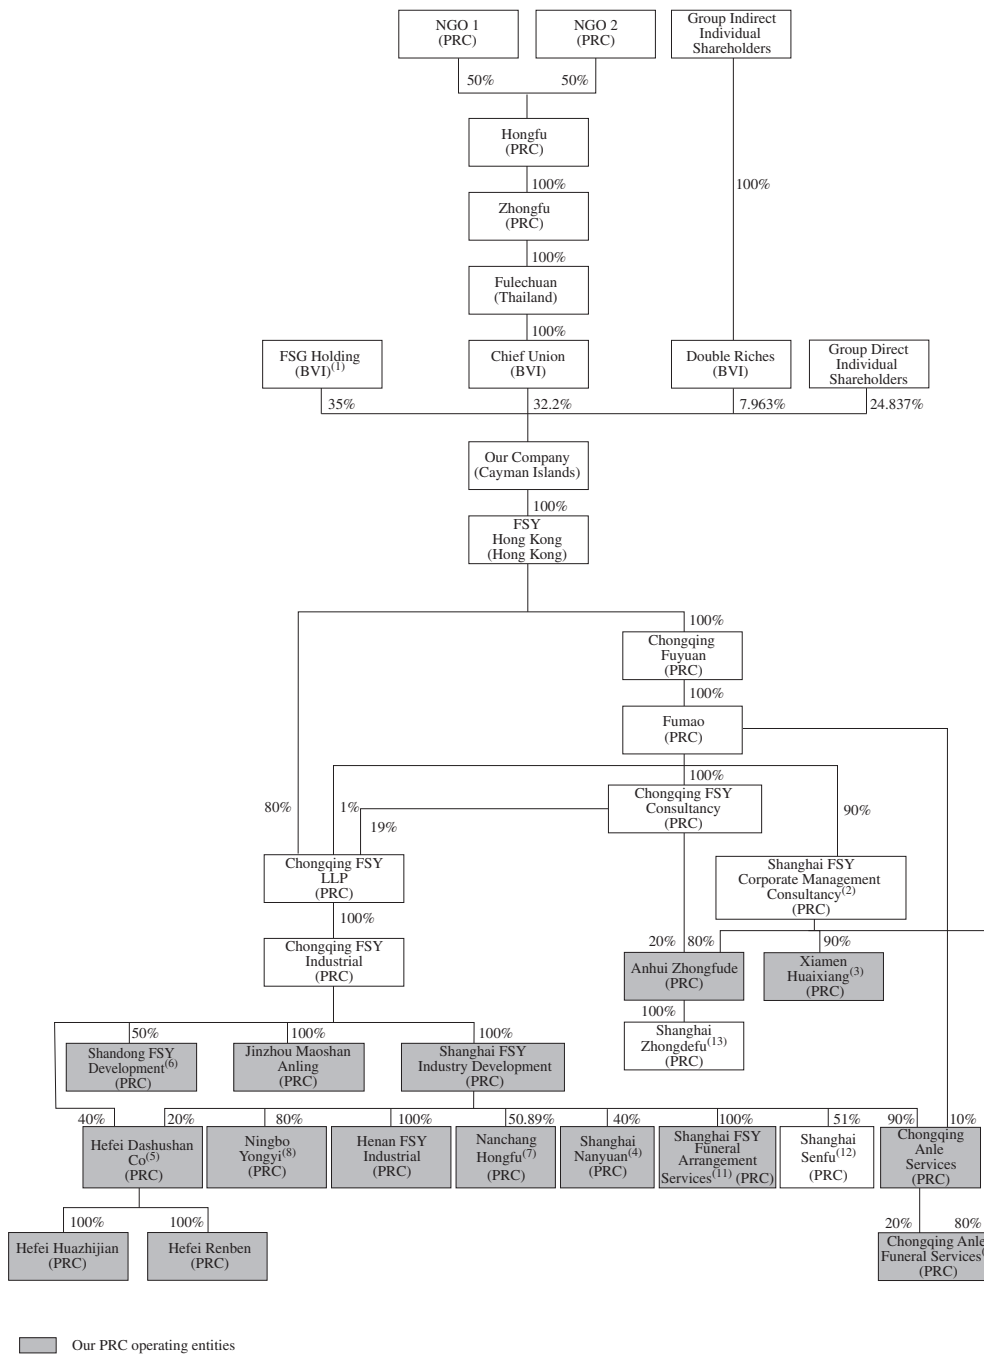 NGO 1
(PRC)
NGO 2
(PRC)
Group Indirect
Individual
Shareholders
50%
50%
Hongfu
(PRC)
100%
100%
Zhongfu
(PRC)
100%
Fulechuan
(Thailand)
100%
FSG Holding
(BVI)(1)
Chief Union
(BVI)
Double Riches
(BVI)
Group Direct
Individual
Shareholders
35%
32.2%
7.963%
24.837%
Our Company
(Cayman Islands)
100%
FSY
Hong Kong
(Hong Kong)
100%
Chongqing
Fuyuan
(PRC)
100%
Fumao
(PRC)
100%
Chongqing FSY
Consultancy
(PRC)
80%
1%
19%
90%
Chongqing FSY
LLP
(PRC)
Shanghai FSY
Corporate Management
Consultancy(2)
(PRC)
100%
Chongqing FSY
Industrial
(PRC)
20%
80%
90%
Anhui Zhongfude
(PRC)
Xiamen
Huaixiang(3)
(PRC)
100%
Shanghai
Zhongdefu(13)
(PRC)
50%
100%
100%
Shandong FSY
Development(6)
(PRC)
Jinzhou Maoshan
Anling
(PRC)
Shanghai FSY
Industry Development
(PRC)
40%
20%
80%
100%
50.89%
40%
100%
51%
90%
10%
Hefei Dashushan
Co(5)
(PRC)
Ningbo
Yongyi(8)
(PRC)
Henan FSY
Industrial
(PRC)
Nanchang
Hongfu(7)
(PRC)
Shanghai
Nanyuan(4)
(PRC)
Shanghai FSY
Funeral
Arrangement
Services(11) (PRC)
Shanghai
Senfu(12)
(PRC)
Chongqing
Anle
Services
(PRC)
100%
100%
20%
80%
Hefei Huazhijian
(PRC)
Hefei Renben
(PRC)
Chongqing Anle
Funeral Services(
(PRC)
Our PRC operating entities